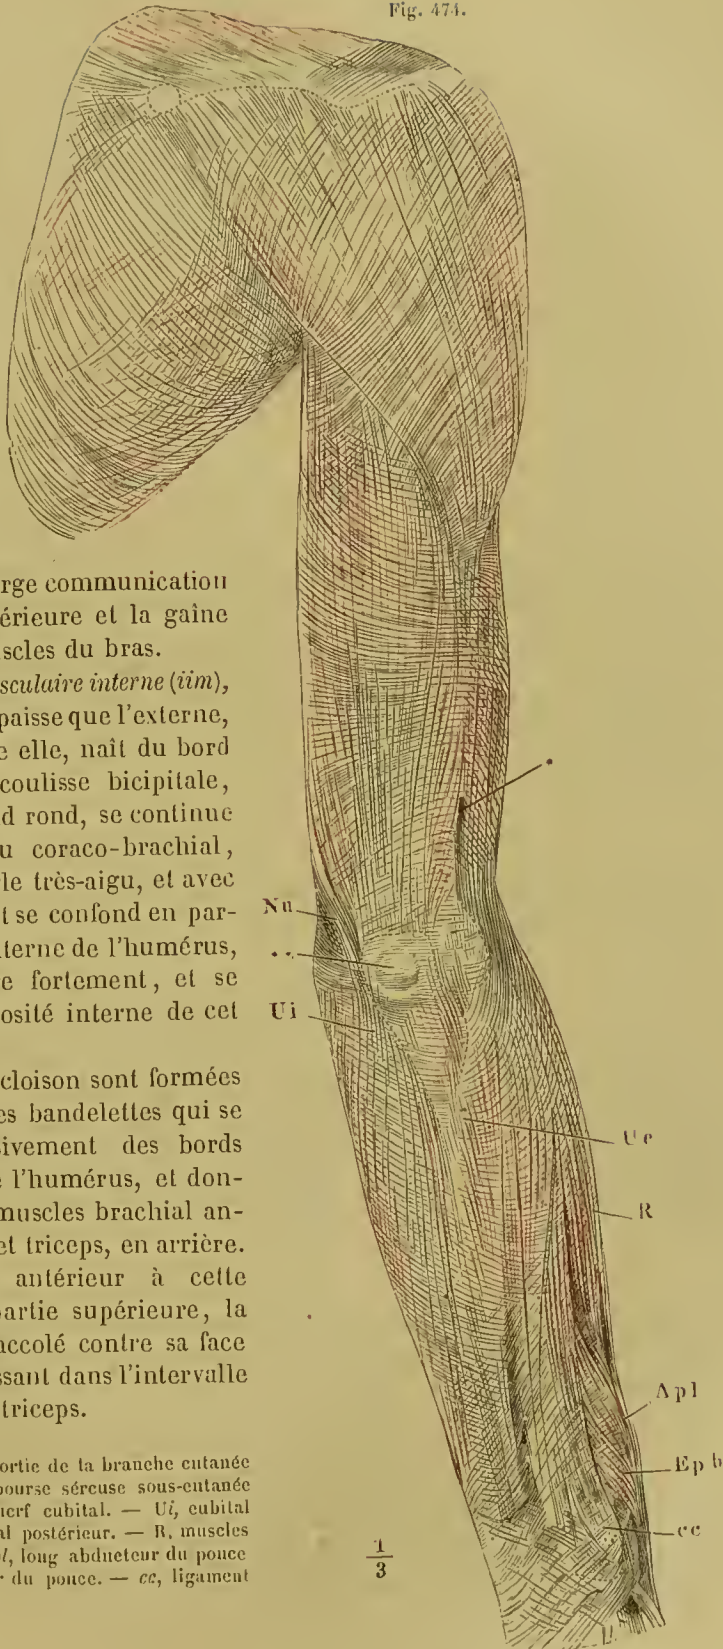 Fig. 474.
rge communication
érieure et la gaîne
scles du bras.
sculaire interne (iim),
paisse que l'externe,
e elle, naît du bord
coulisse bicipitale,
d rond, se continue
u coraco-brachial,
le très-aigu, et avec
t se confond en par-
terne de l'humérus,
e fortement, et se
osité interne de cet
cloison sont formées
es bandelettes qui se
sivement des bords
e l'humérus, et don-
muscles brachial an-
et triceps, en arrière.
antérieur à cette
partie supérieure, la
accolé contre sa face
ssant dans l'intervalle
triceps.
ortie de la branche cutanée
bourse séreuse sous-cutanée
nerf cubital. — Ui, cubital
al postérieur. — R, muscles
l, long abducteur du pouce
r du pouce. — cc, ligament
*
Nu
**
Ui
Ue
R
Apl
Ep b
cc
1
3